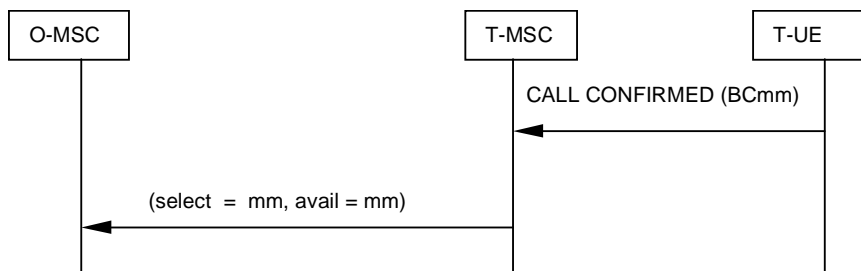 O-MSC
T-MSC
T-UE
CALL CONFIRMED (BCmm)
(select = mm, avail = mm)